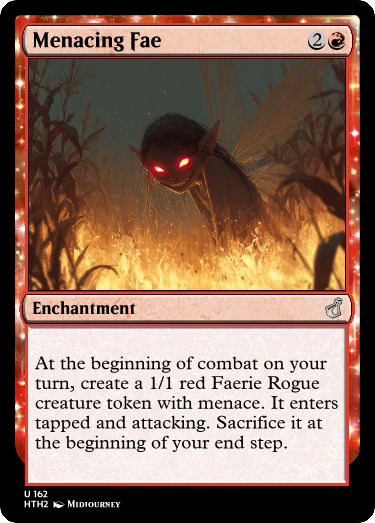 Menacing Fae 2
Enchantment
At the beginning of combat on your
turn, create a 1/1 red Faerie Rogue
creature token with menace. It enters
tapped and attacking. Sacrifice it at
the beginning of your end step.
U 162
HTH2 Midjourney